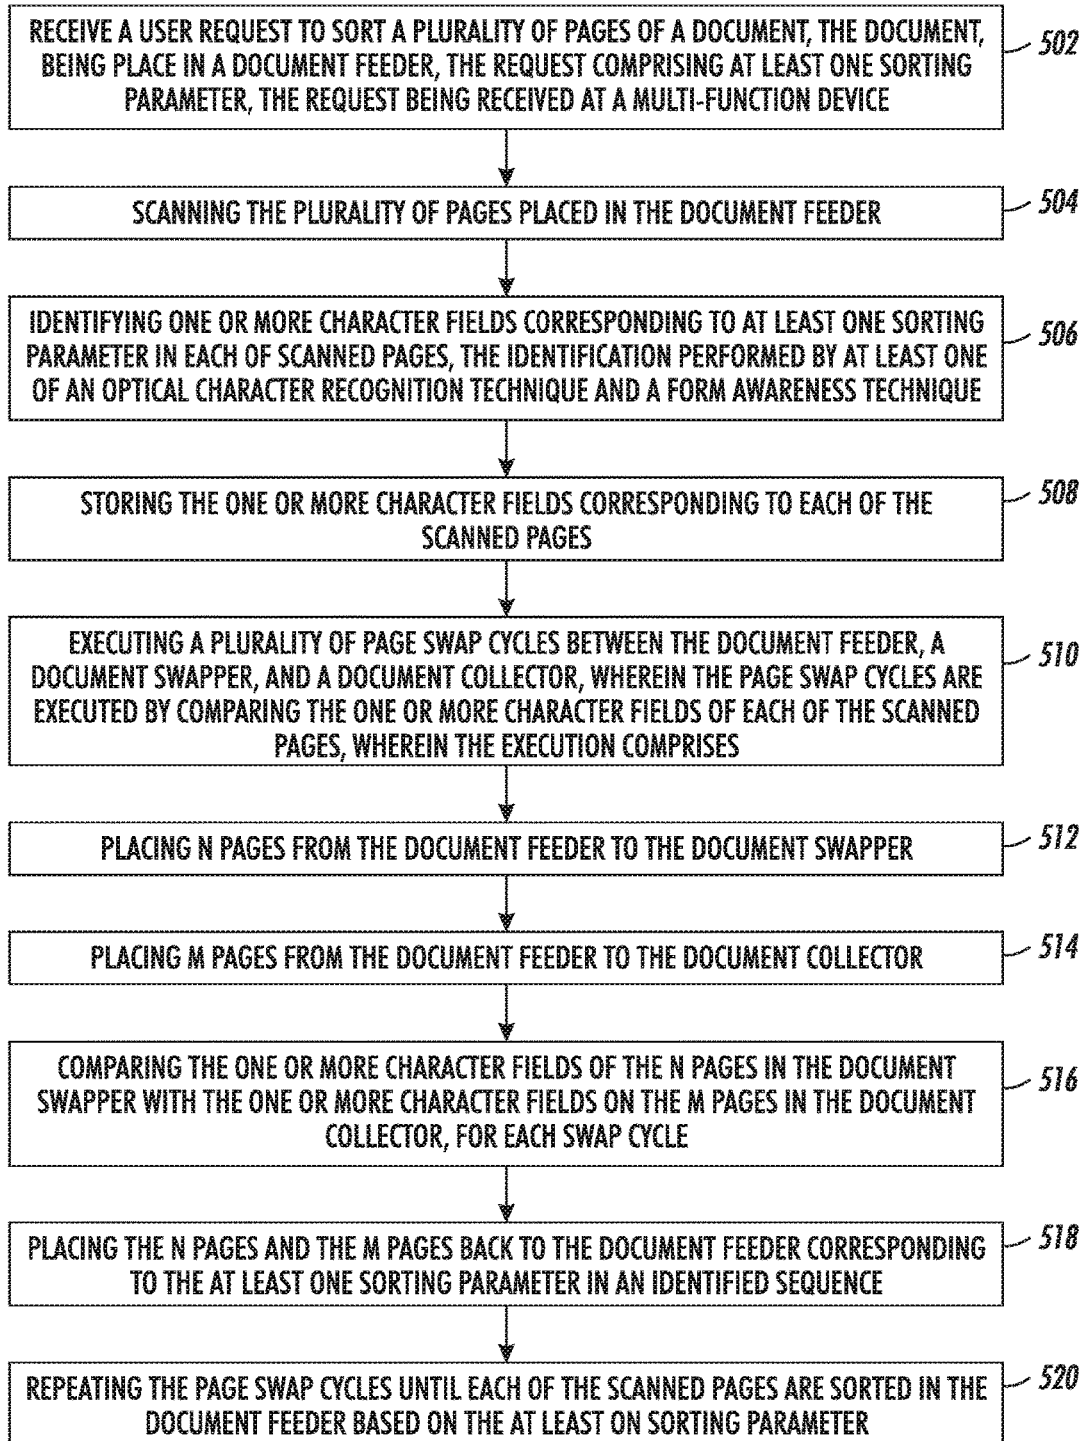 RECEIVE A USER REQUEST TO SORT A PLURALITY OF PAGES OF A DOCUMENT, THE DOCUMENT,
BEING PLACE IN A DOCUMENT FEEDER, THE REQUEST COMPRISING AT LEAST ONE SORTING
PARAMETER, THE REQUEST BEING RECEIVED AT A MULTI-FUNCTION DEVICE
502
SCANNING THE PLURALITY OF PAGES PLACED IN THE DOCUMENT FEEDER
504
IDENTIFYING ONE OR MORE CHARACTER FIELDS CORRESPONDING TO AT LEAST ONE SORTING
PARAMETER IN EACH OF SCANNED PAGES, THE IDENTIFICATION PERFORMED BY AT LEAST ONE
OF AN OPTICAL CHARACTER RECOGNITION TECHNIQUE AND A FORM AWARENESS TECHNIQUE
506
STORING THE ONE OR MORE CHARACTER FIELDS CORRESPONDING TO EACH OF THE
SCANNED PAGES
508
EXECUTING A PLURALITY OF PAGE SWAP CYCLES BETWEEN THE DOCUMENT FEEDER, A
DOCUMENT SWAPPER, AND A DOCUMENT COLLECTOR, WHEREIN THE PAGE SWAP CYCLES ARE
EXECUTED BY COMPARING THE ONE OR MORE CHARACTER FIELDS OF EACH OF THE SCANNED
PAGES, WHEREIN THE EXECUTION COMPRISES
510
PLACING N PAGES FROM THE DOCUMENT FEEDER TO THE DOCUMENT SWAPPER
512
PLACING M PAGES FROM THE DOCUMENT FEEDER TO THE DOCUMENT COLLECTOR
514
COMPARING THE ONE OR MORE CHARACTER FIELDS OF THE N PAGES IN THE DOCUMENT
SWAPPER WITH THE ONE OR MORE CHARACTER FIELDS ON THE M PAGES IN THE DOCUMENT
COLLECTOR, FOR EACH SWAP CYCLE
516
PLACING THE N PAGES AND THE M PAGES BACK TO THE DOCUMENT FEEDER CORRESPONDING
TO THE AT LEAST ONE SORTING PARAMETER IN AN IDENTIFIED SEQUENCE
518
REPEATING THE PAGE SWAP CYCLES UNTIL EACH OF THE SCANNED PAGES ARE SORTED IN THE
DOCUMENT FEEDER BASED ON THE AT LEAST ON SORTING PARAMETER
520